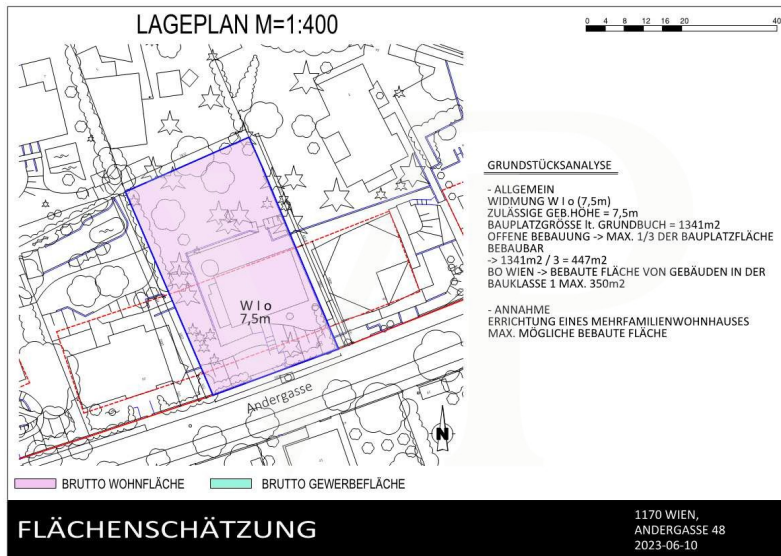 LAGEPLAN M=1:400
0 4 8 12 16 20 40
GRUNDSTÜCKSANALYSE
- ALLGEMEIN
WIDMUNG W I o (7,5m)
ZULÄSSIGE GEB.HÖHE = 7,5m
BAUPLATZGRÖSSE lt. GRUNDBUCH = 1341m2
OFFENE BEBAUUNG -> MAX. 1/3 DER BAUPLATZFLÄCHE
BEBAUBAR
-> 1341m2 / 3 = 447m2
BO WIEN -> BEBAUTE FLÄCHE VON GEBÄUDEN IN DER
BAUKLASSE 1 MAX. 350m2
- ANNAHME
ERRICHTUNG EINES MEHRFAMILIENWOHNHAUSES
MAX. MÖGLICHE BEBAUTE FLÄCHE
W I o
7,5m
Andergasse
N
BRUTTO WOHNFLÄCHE
BRUTTO GEWERBEFLÄCHE
FLÄCHENSCHÄTZUNG
1170 WIEN,
ANDERGASSE 48
2023-06-10